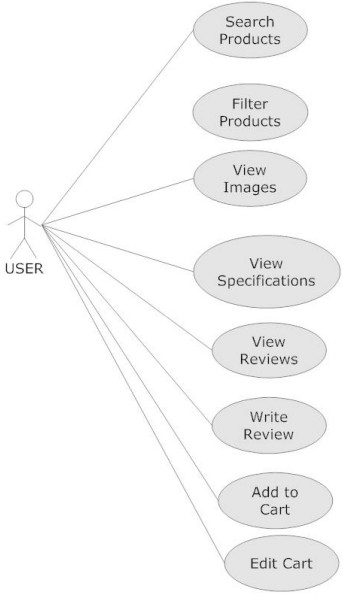 Search
Products
Filter
Products
View
Images
USER
View
Specifications
View
Reviews
Write
Review
Add to
Cart
Edit Cart